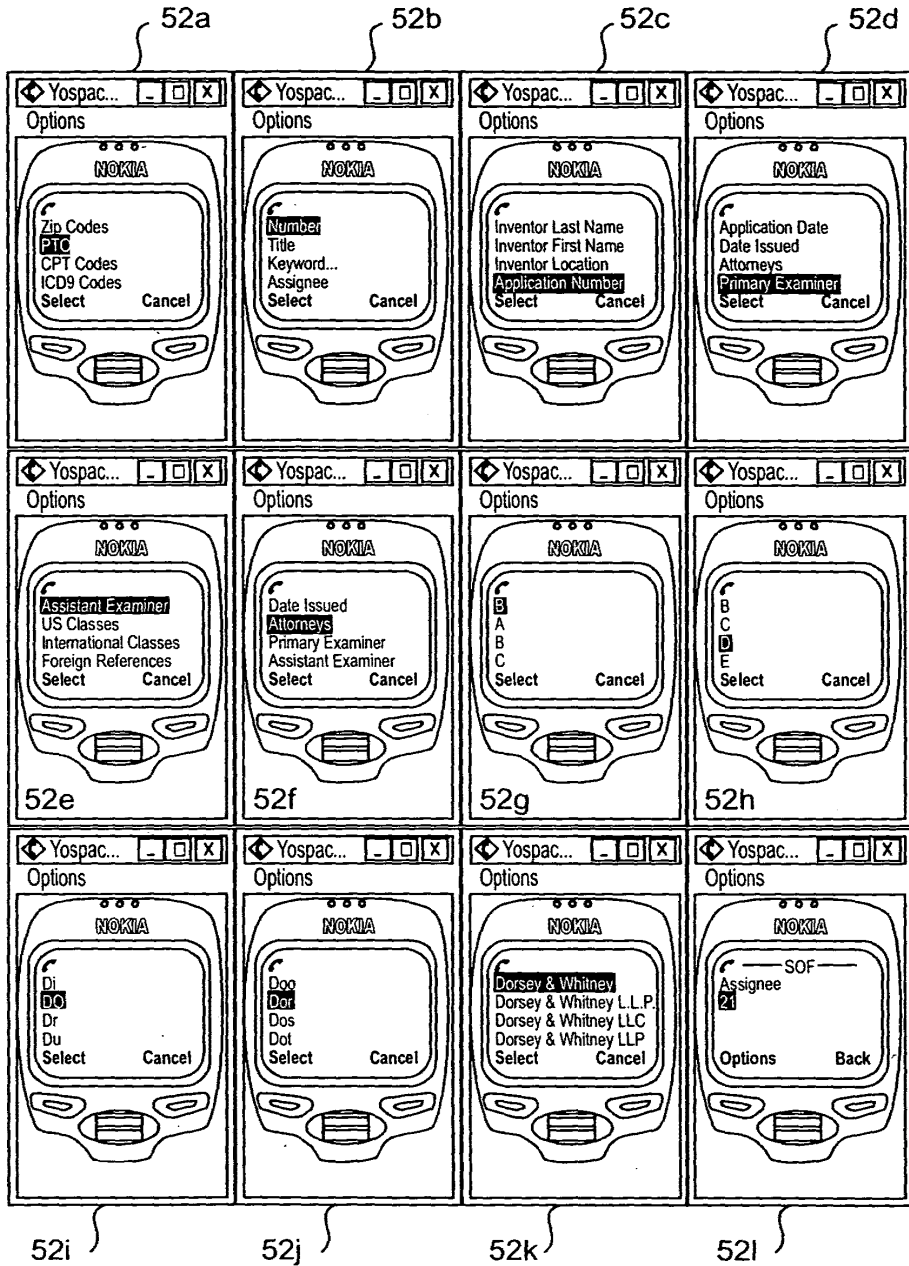 52a
52b
52c
52d
Yospac... _ □ X
Options
NOKIA
Zip Codes
PTO
CPT Codes
ICD9 Codes
Select Cancel
Yospac... _ □ X
Options
NOKIA
Number
Title
Keyword...
Assignee
Select Cancel
Yospac... _ □ X
Options
NOKIA
Inventor Last Name
Inventor First Name
Inventor Location
Application Number
Select Cancel
Yospac... _ □ X
Options
NOKIA
Application Date
Date Issued
Attorneys
Primary Examiner
Select Cancel
Yospac... _ □ X
Options
NOKIA
Assistant Examiner
US Classes
International Classes
Foreign References
Select Cancel
52e
Yospac... _ □ X
Options
NOKIA
Date Issued
Attorneys
Primary Examiner
Assistant Examiner
Select Cancel
52f
Yospac... _ □ X
Options
NOKIA
B
A
B
C
Select Cancel
52g
Yospac... _ □ X
Options
NOKIA
B
C
D
E
Select Cancel
52h
Yospac... _ □ X
Options
NOKIA
Di
DO
Dr
Du
Select Cancel
Yospac... _ □ X
Options
NOKIA
Doo
Dor
Dos
Dot
Select Cancel
Yospac... _ □ X
Options
NOKIA
Dorsey & Whitney
Dorsey & Whitney L.L.P.
Dorsey & Whitney LLC
Dorsey & Whitney LLP
Select Cancel
Yospac... _ □ X
Options
NOKIA
SOF
Assignee
21
Options Back
52i
52j
52k
52l